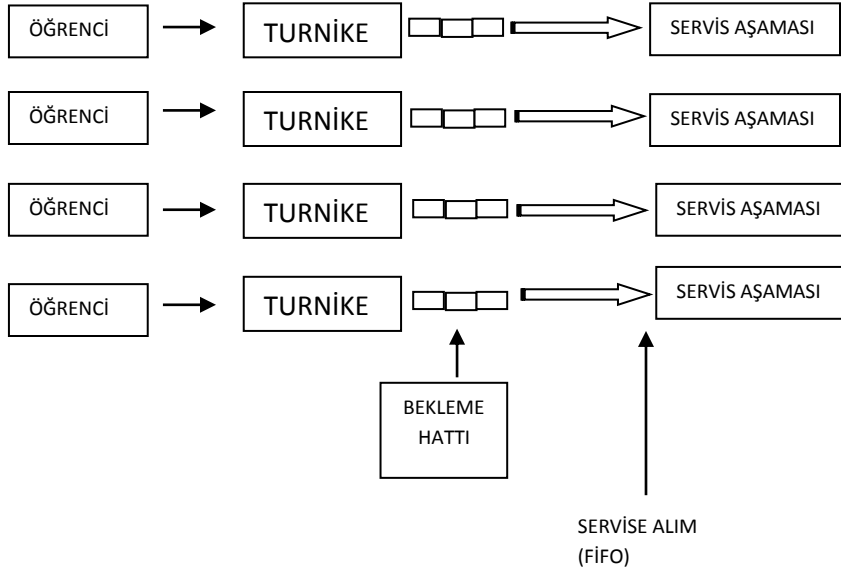 ÖĞRENCİ TURNİKE SERVİS AŞAMASI
ÖĞRENCİ TURNİKE SERVİS AŞAMASI
ÖĞRENCİ TURNİKE SERVİS AŞAMASI
ÖĞRENCİ TURNİKE SERVİS AŞAMASI
BEKLEME
HATTI
SERVİSE ALIM
(FİFO)